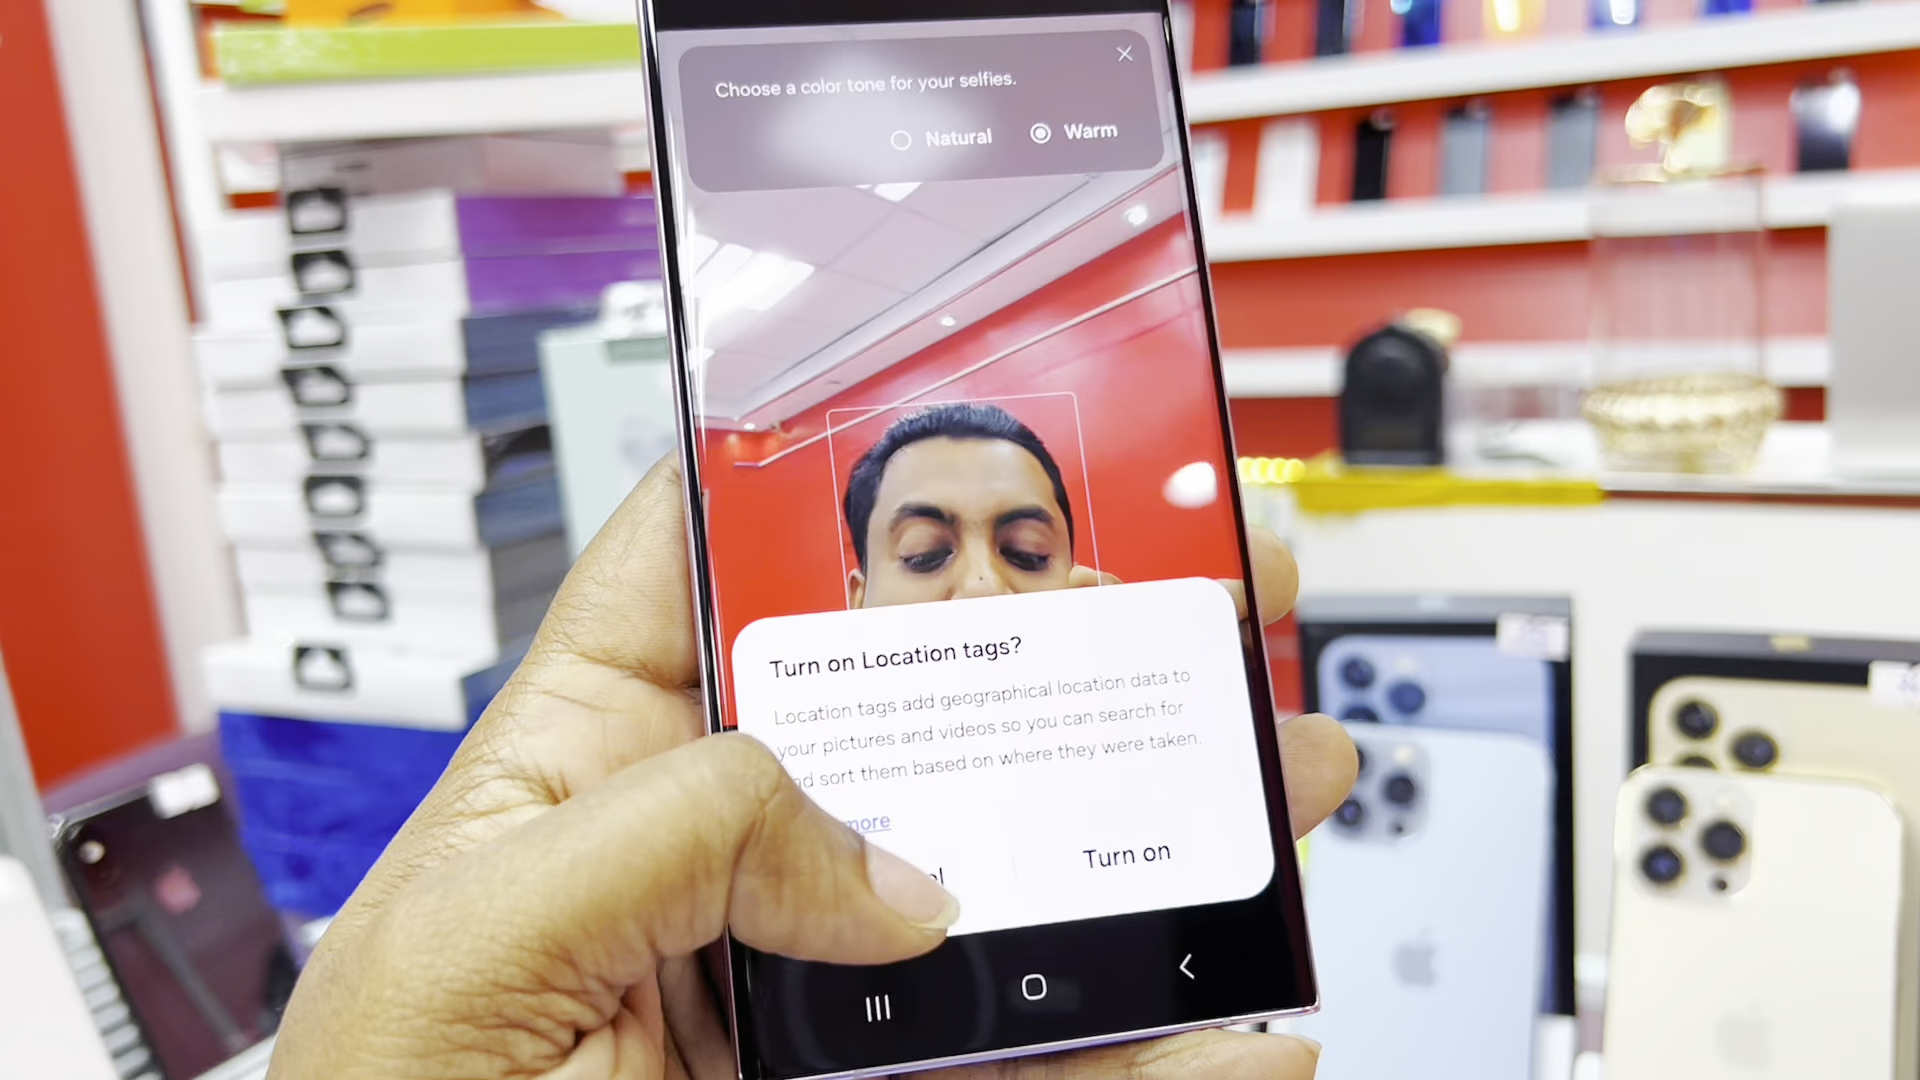 Choose a color tone for your selfies.
Natural Warm
Turn on Location tags?
Location tags add geographical location data to
your pictures and videos so you can search for
sort them based on where they were taken.
more
Turn on